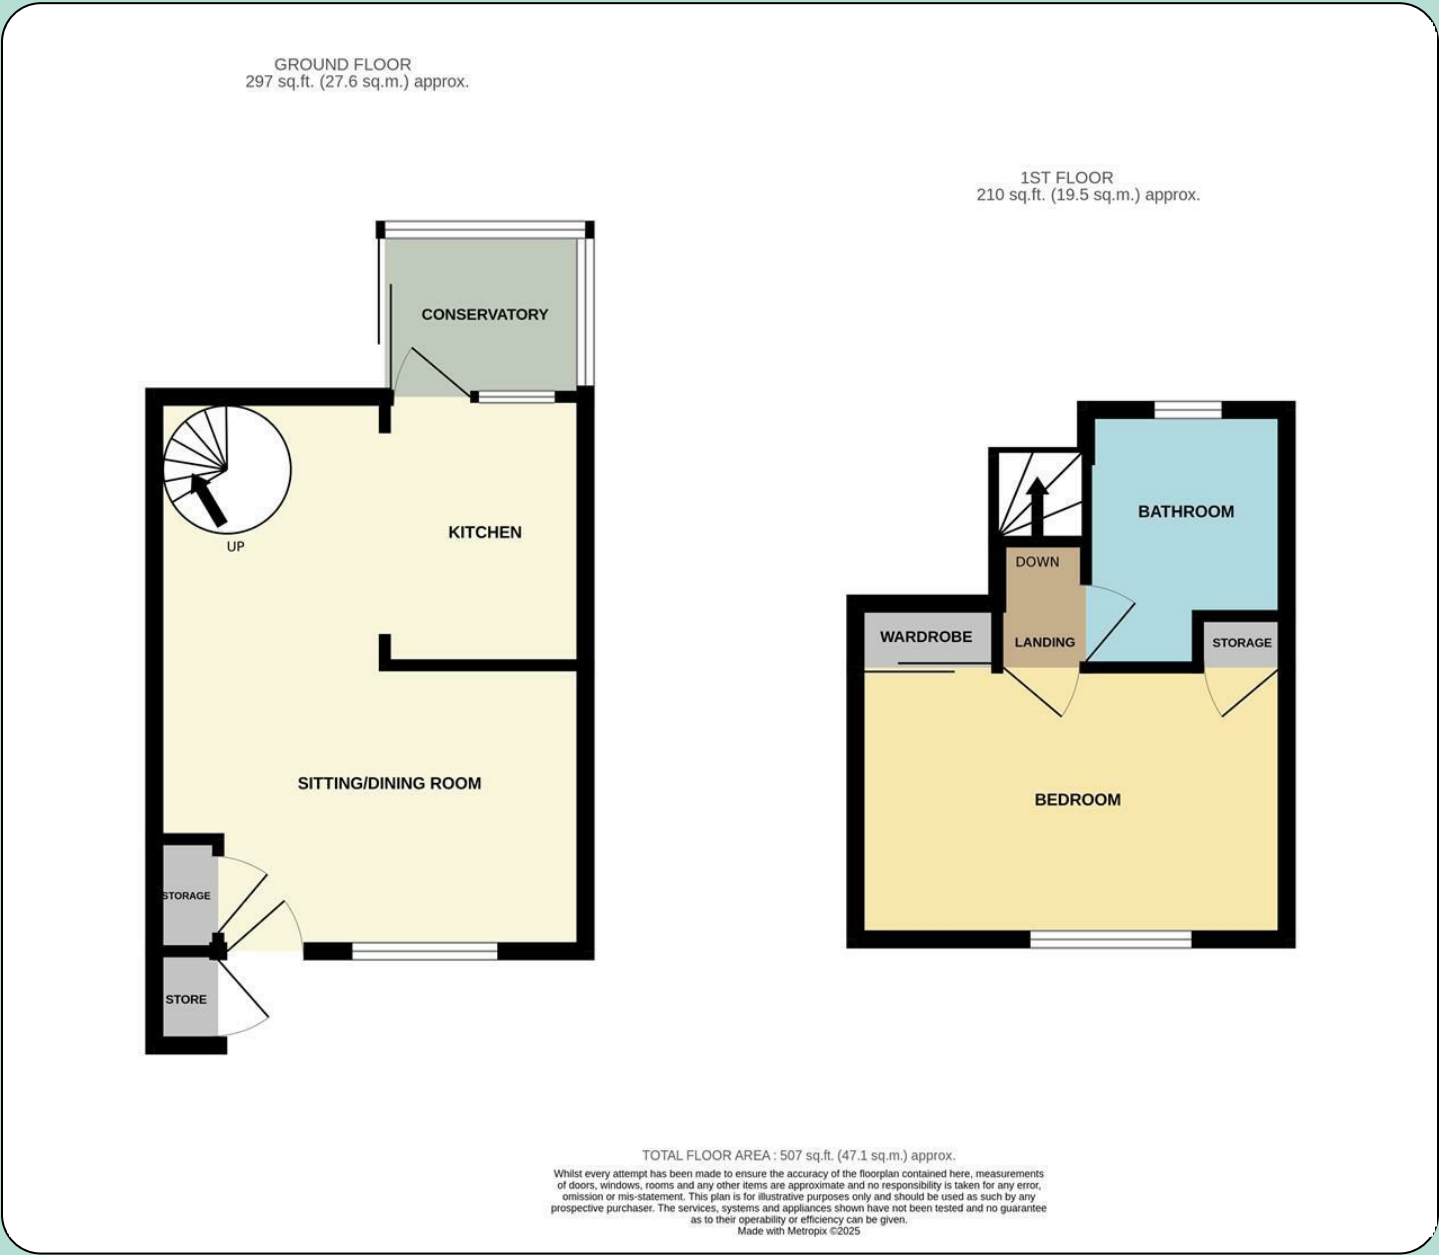 GROUND FLOOR
297 sq.ft. (27.6 sq.m.) approx.
1ST FLOOR
210 sq.ft. (19.5 sq.m.) approx.
CONSERVATORY
KITCHEN
UP
SITTING/DINING ROOM
STORAGE
STORE
BATHROOM
DOWN
WARDROBE
LANDING
STORAGE
BEDROOM
TOTAL FLOOR AREA : 507 sq.ft. (47.1 sq.m.) approx.
Whilst every attempt has been made to ensure the accuracy of the floorplan contained here, measurements
of doors, windows, rooms and any other items are approximate and no responsibility is taken for any error,
omission or mis-statement. This plan is for illustrative purposes only and should be used as such by any
prospective purchaser. The services, systems and appliances shown have not been tested and no guarantee
as to their operability or efficiency can be given.
Made with Metropix ©2025